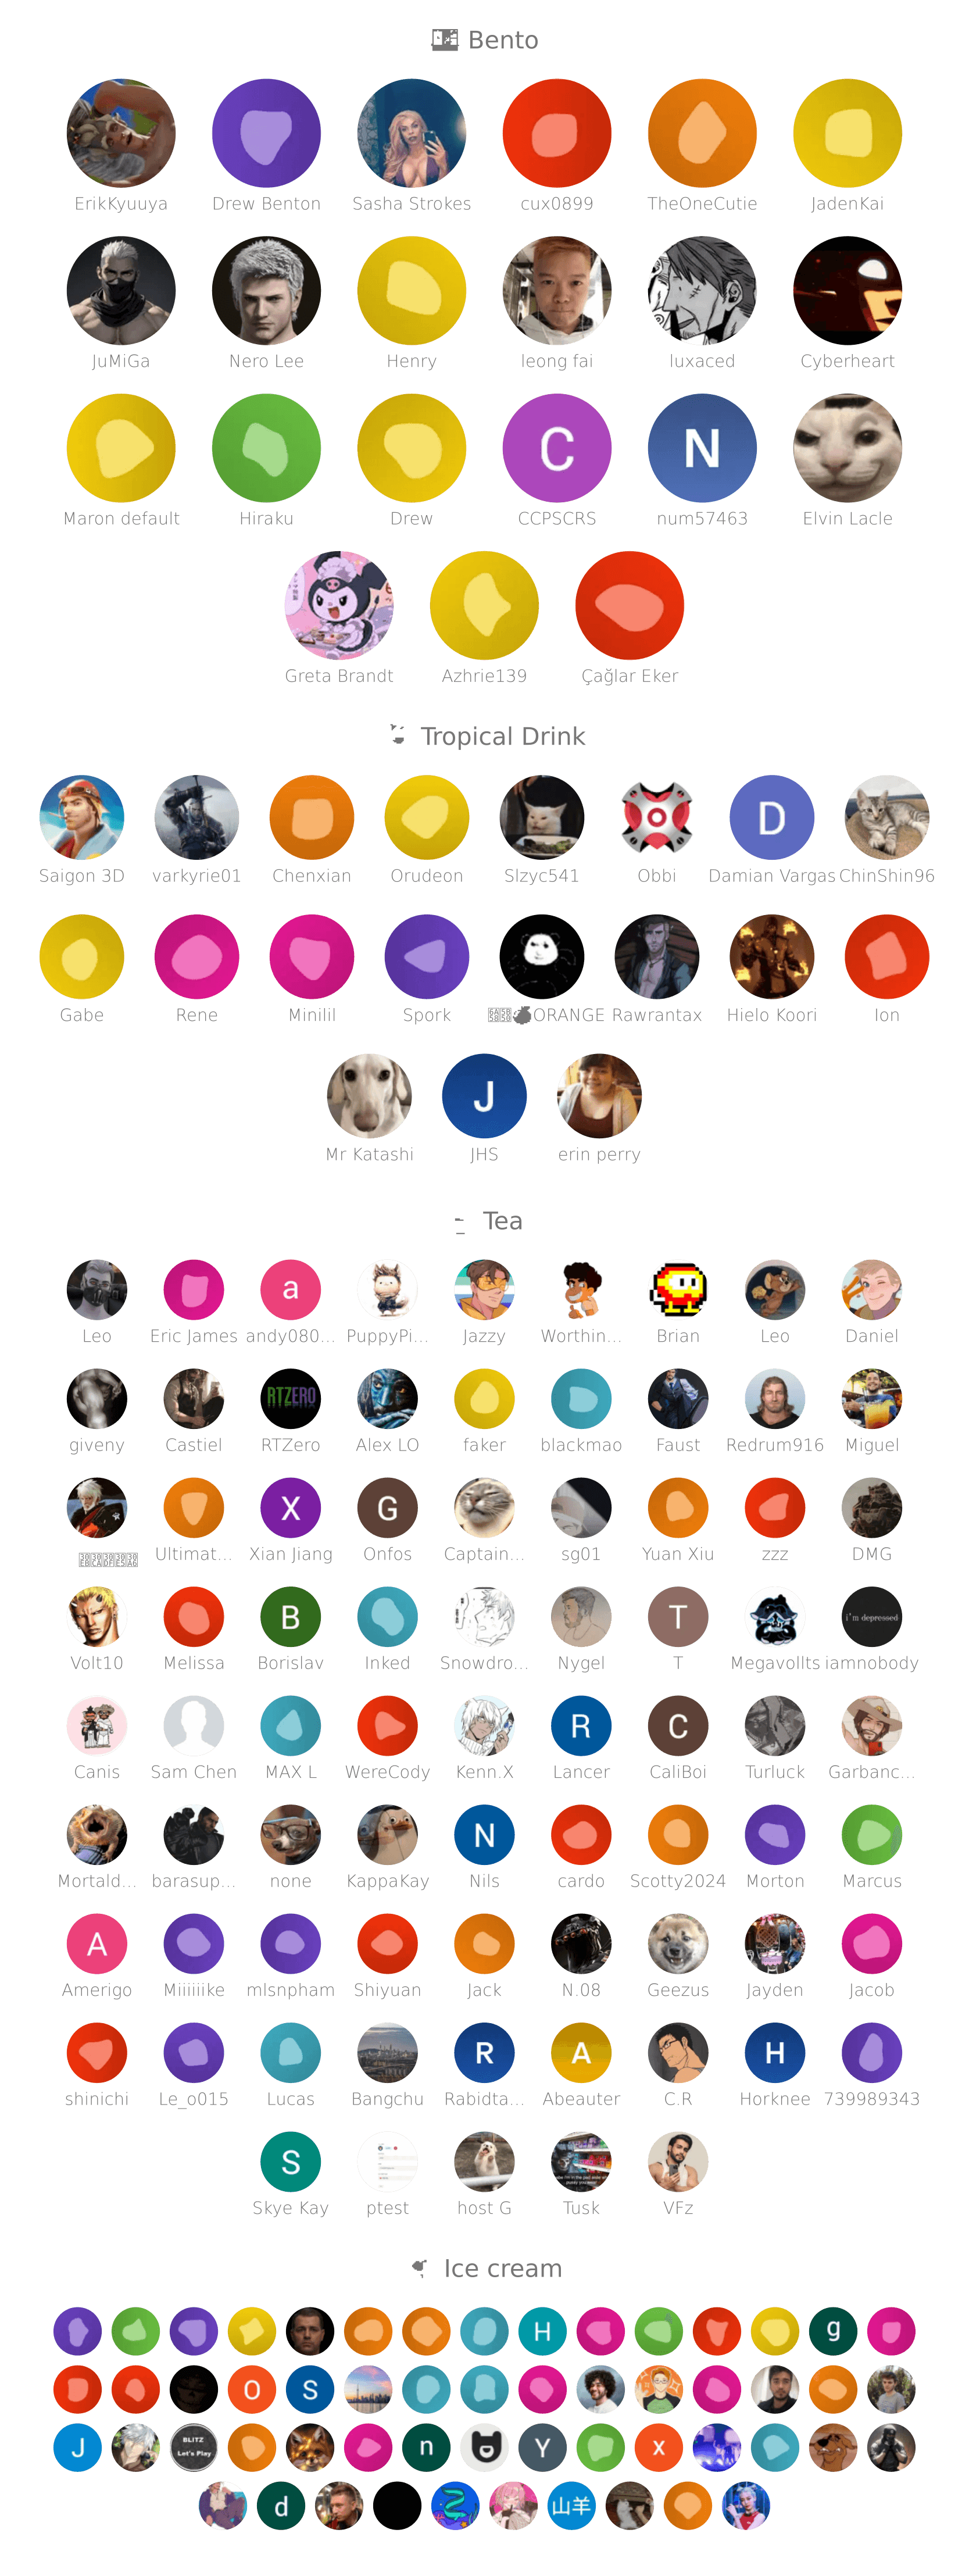 Bento
ErikKyuuya Drew Benton Sasha Strokes cux0899 TheOneCutie JadenKai
JuMiGa Nero Lee Henry leong fai luxaced Cyberheart
C N
Maron default Hiraku Drew CCPSCRS num57463 Elvin Lacle
Greta Brandt Azhrie139 Çağlar Eker
Tropical Drink
D
Saigon 3D varkyrie01 Chenxian Orudeon Slzyc541 Obbi Damian Vargas ChinShin96
Gabe Rene Minilil Spork ORANGE Rawrantax Hielo Koori Ion
J
Mr Katashi JHS erin perry
Tea
a
Leo Eric James andy080... PuppyPi... Jazzy Worthin... Brian Leo Daniel
RTZERO
giveny Castiel RTZero Alex LO faker blackmao Faust Redrum916 Miguel
X G
Ultimat... Xian Jiang Onfos Captain... sg01 Yuan Xiu zzz DMG
B T i'm depressed
Volt10 Melissa Borislav Inked Snowdro... Nygel T Megavollts iamnobody
R C
Canis Sam Chen MAX L WereCody Kenn.X Lancer CaliBoi Turluck Garbanc...
N
Mortald... barasup... none KappaKay Nils cardo Scotty2024 Morton Marcus
A
Amerigo Miiiiiike mlsnpham Shiyuan Jack N.08 Geezus Jayden Jacob
R A H
shinichi Le_o015 Lucas Bangchu Rabidta... Abeauter C.R Horknee 739989343
S
Skye Kay ptest host G Tusk VFz
Ice cream
H g
O S
J BLITZ n Y x
Let's Play
d 山羊